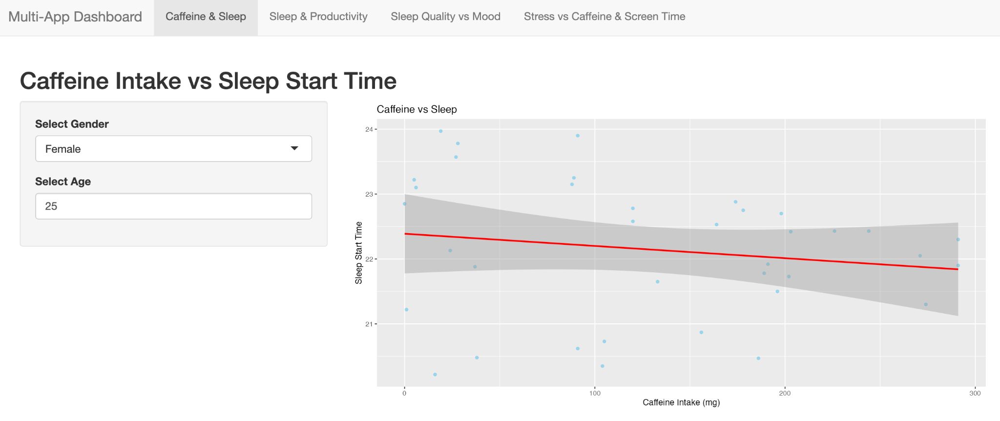 Multi-App Dashboard Caffeine & Sleep Sleep & Productivity Sleep Quality vs Mood Stress vs Caffeine & Screen Time
Caffeine Intake vs Sleep Start Time
Select Gender
Female
Select Age
25
Caffeine vs Sleep
24
23
22
21
Sleep Start Time
0 100 200 300
Caffeine Intake (mg)